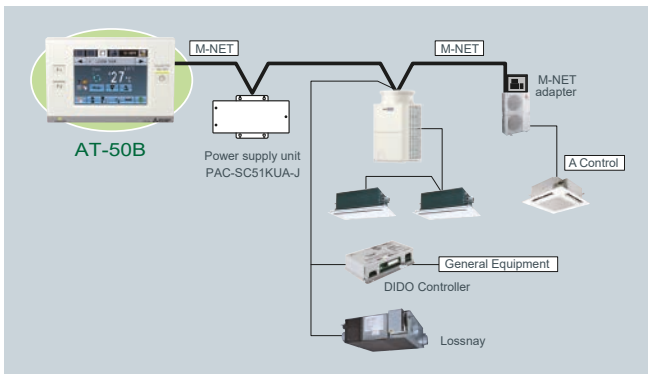 M-NET
M-NET
27
M-NET
adapter
AT-50B
Power supply unit
PAC-SC51KUA-J
A Control
General Equipment
DIDO Controller
Lossnay